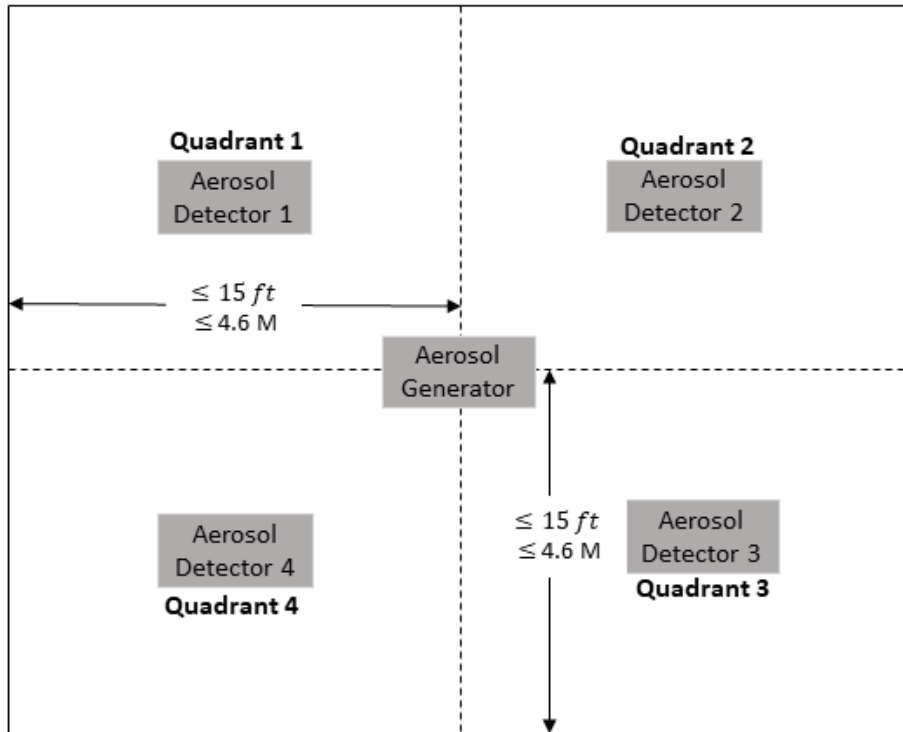 Quadrant 1
Aerosol
Detector 1
Quadrant 2
Aerosol
Detector 2
≤ 15 ft
≤ 4.6 M
Aerosol
Generator
Aerosol
Detector 4
Quadrant 4
≤ 15 ft
≤ 4.6 M
Aerosol
Detector 3
Quadrant 3